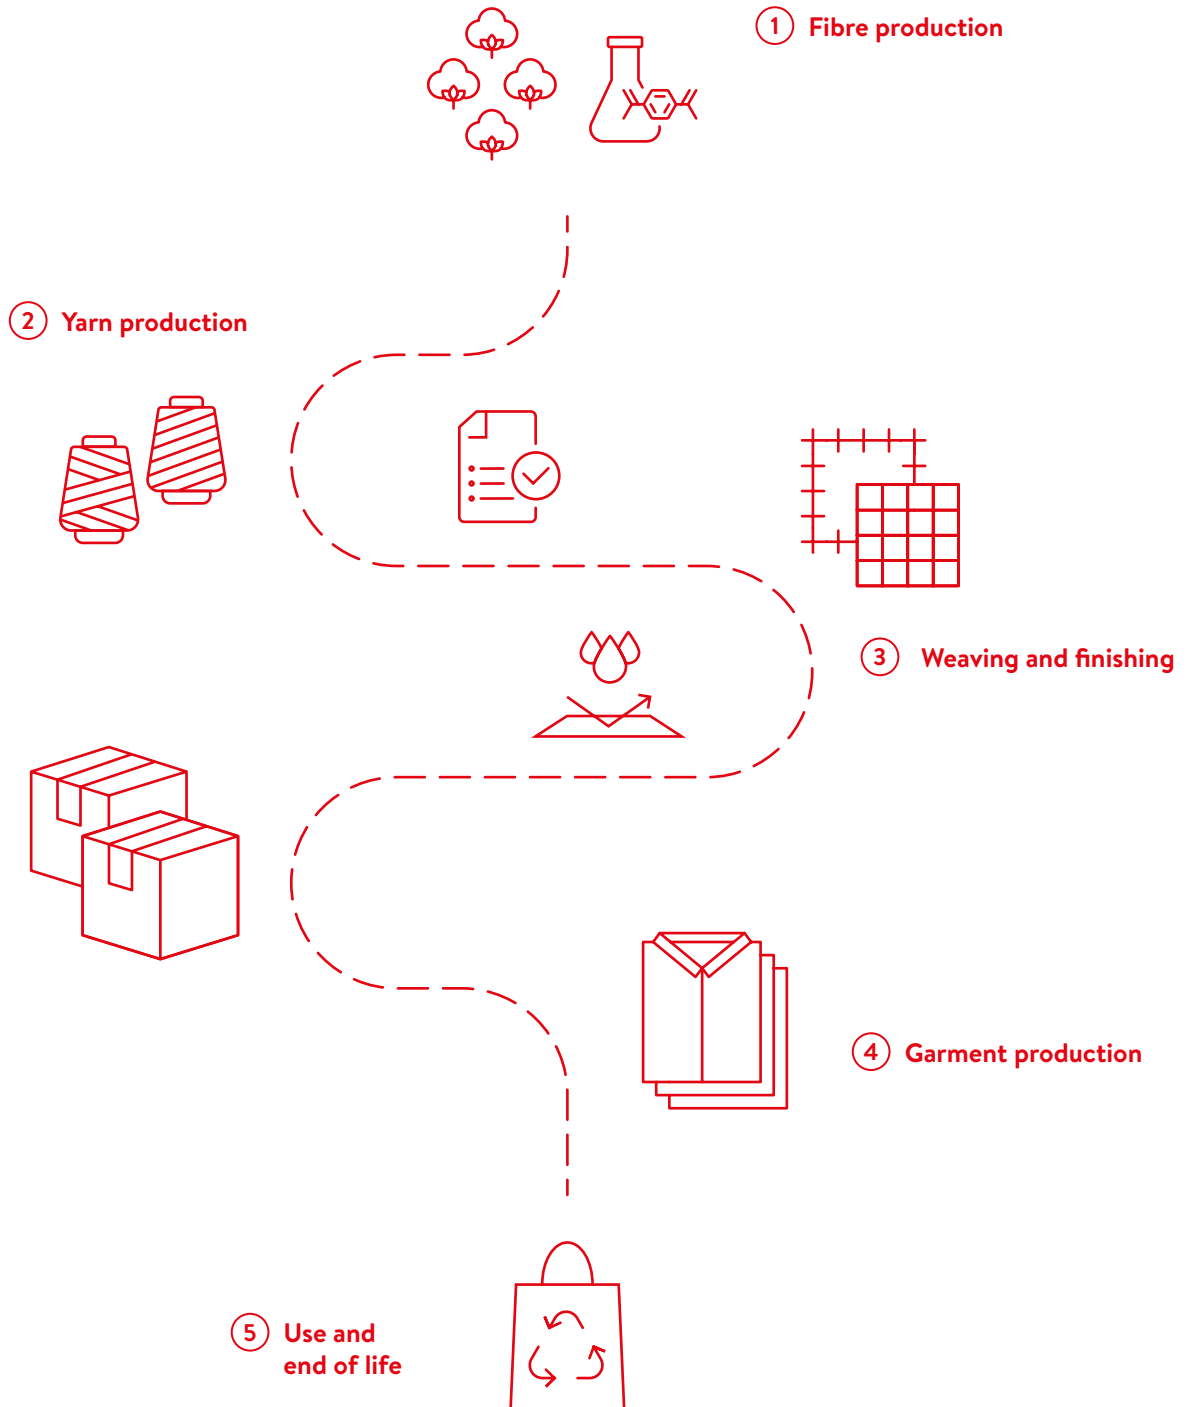 1 Fibre production
2 Yarn production
3 Weaving and finishing
4 Garment production
5 Use and
end of life